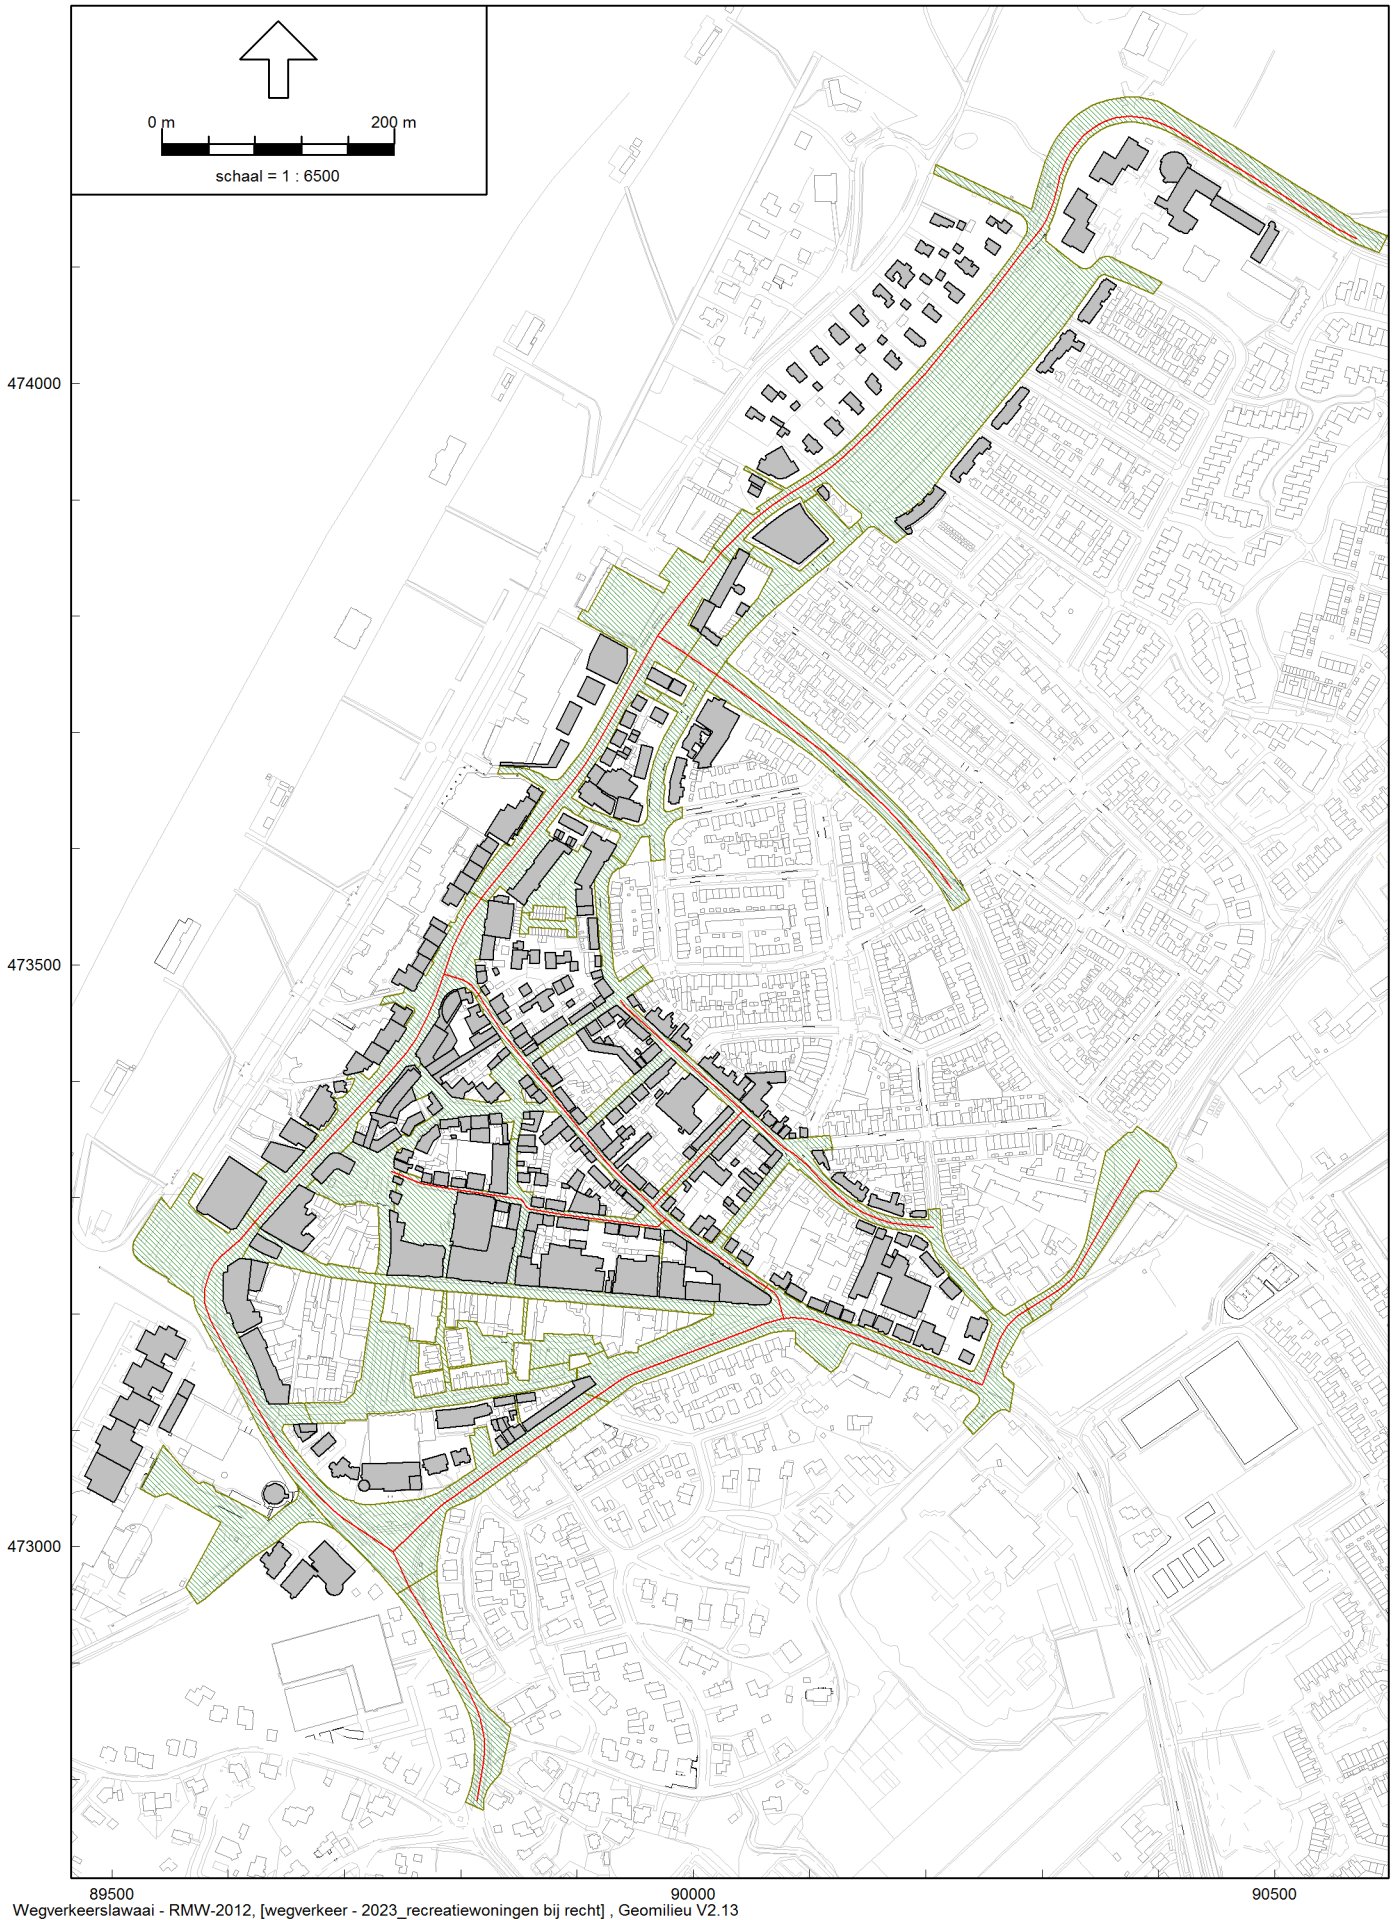 0 m 200 m
schaal = 1 : 6500
474000
473500
473000
89500 90000 90500
Wegverkeerslawaai - RMW-2012, [wegverkeer - 2023_recreatiewoningen bij recht] , Geomilieu V2.13